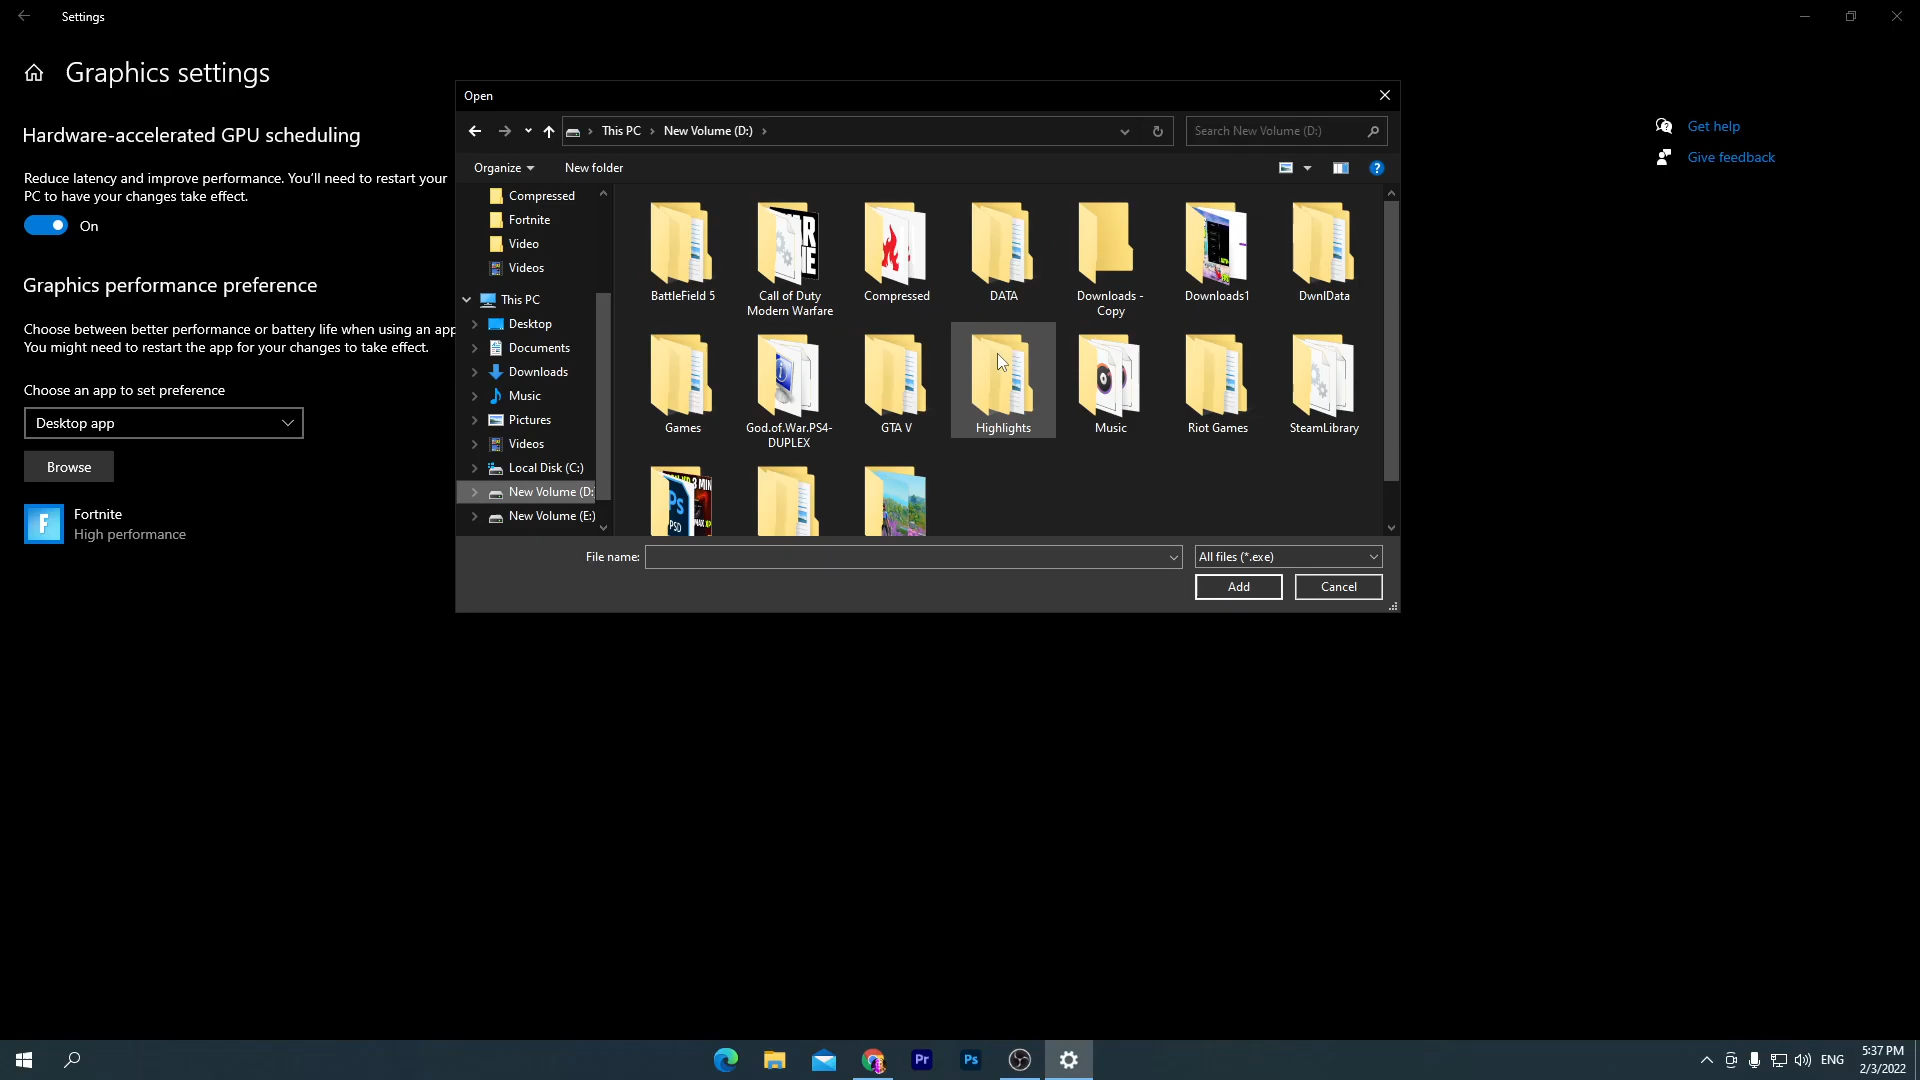 Settings
Graphics settings
Hardware-accelerated GPU scheduling
Reduce latency and improve performance. You'll need to restart your
PC to have your changes take effect.
On
Graphics performance preference
Choose between better performance or battery life when using an app
You might need to restart the app for your changes to take effect.
Choose an app to set preference
Desktop app
Browse
F
Fortnite
High performance
Open
This PC
New Volume (D:)
Search New Volume (D:)
Organize
New folder
?
Compressed
Fortnite
Video
Videos
This PC
Desktop
Documents
Downloads
Music
Pictures
Videos
Local Disk (C:)
New Volume (D:
New Volume (E:)
BattleField 5
Call of Duty
Modern Warfare
Compressed
DATA
Downloads -
Copy
Downloads1
DwnlData
Games
God.of.War.PS4-
DUPLEX
GTA V
Highlights
Music
Riot Games
SteamLibrary
Ps
PSD
3 MIN
File name:
All files (*.exe)
Add
Cancel
Get help
Give feedback
Pr
Ps
ENG
5:37 PM
2/3/2022